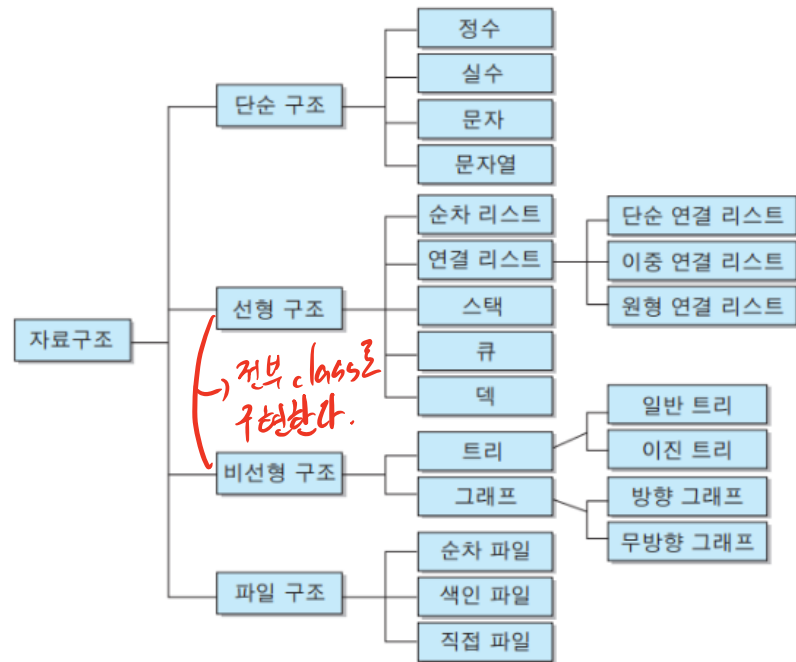 정수
단순 구조
실수
문자
문자열
순차 리스트
단순 연결 리스트
연결 리스트
이중 연결 리스트
선형 구조
스택
원형 연결 리스트
자료구조
큐
전부 class로
구현한다.
덱
일반 트리
트리
이진 트리
비선형 구조
그래프
방향 그래프
무방향 그래프
순차 파일
파일 구조
색인 파일
직접 파일